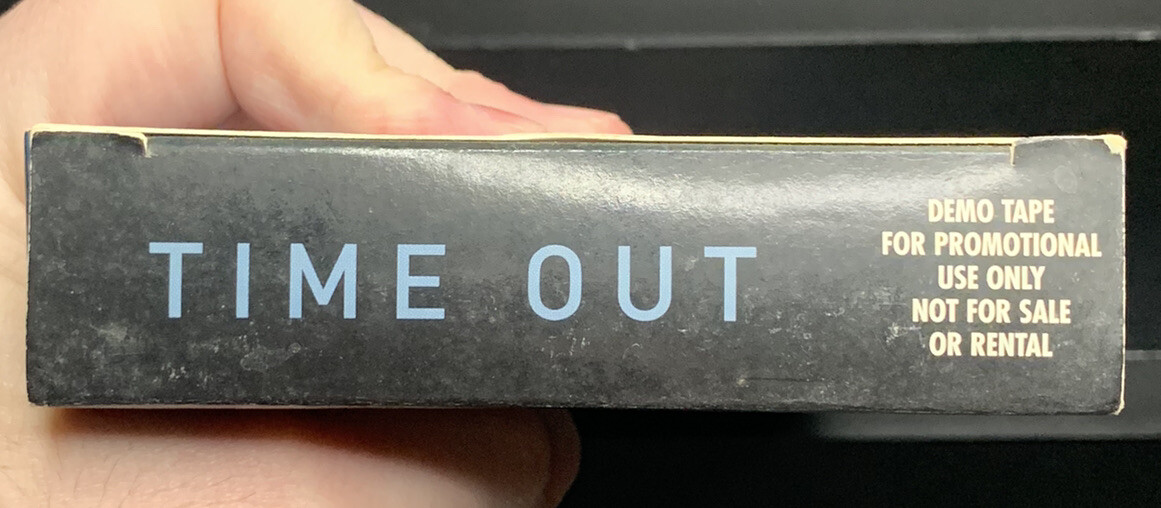 TIME OUT
DEMO TAPE
FOR PROMOTIONAL
USE ONLY
NOT FOR SALE
OR RENTAL